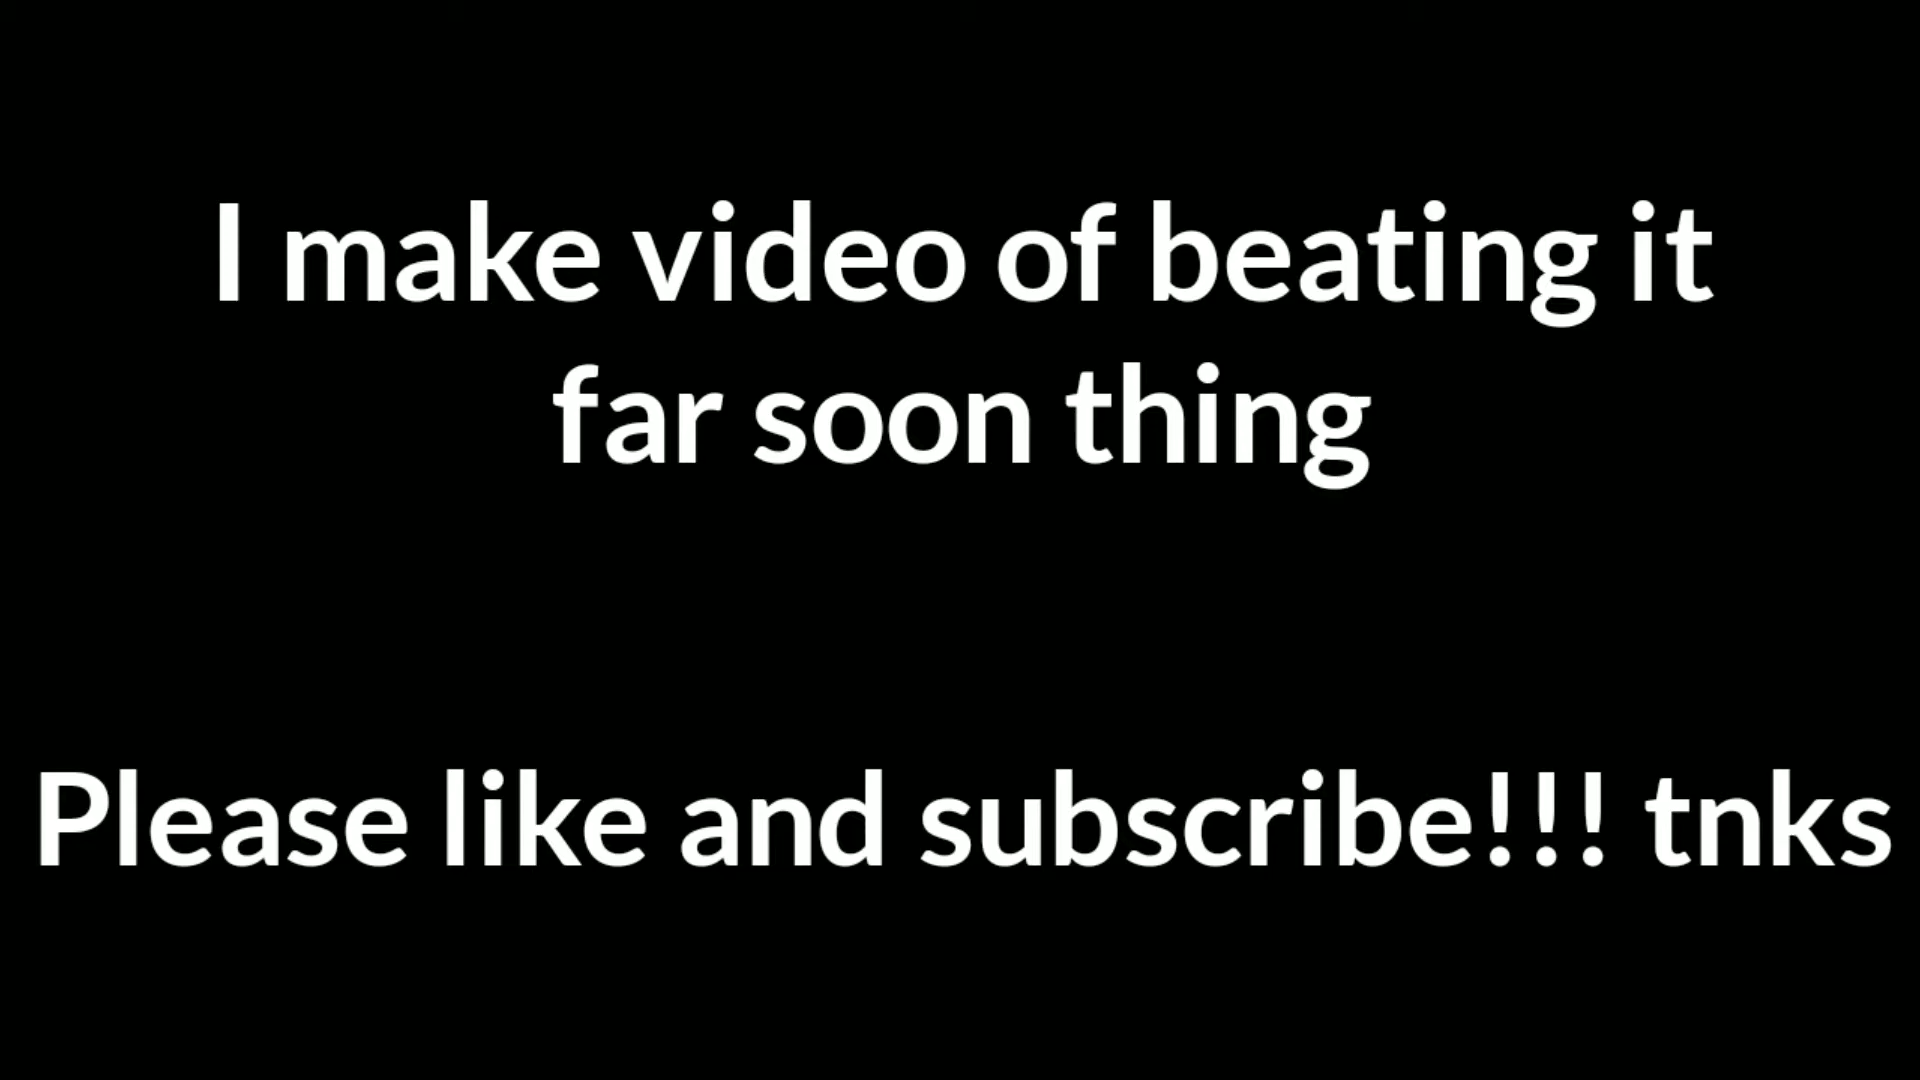 I make video of beating it
far soon thing
Please like and subscribe!!! tnks